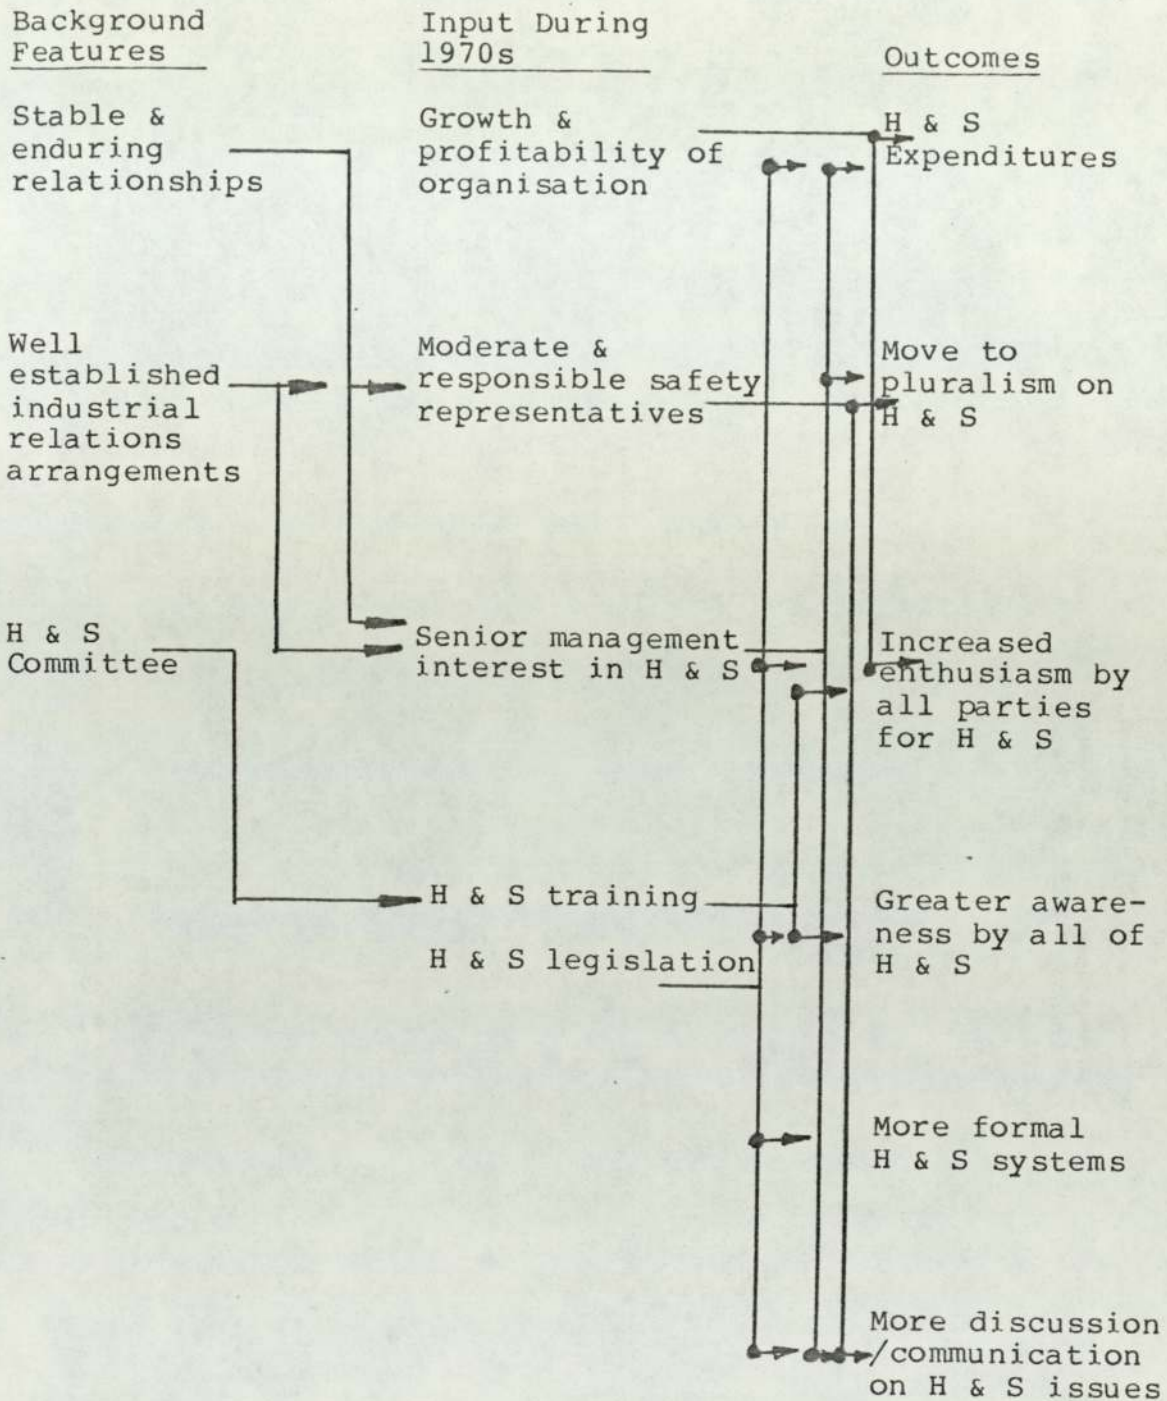 Background
Features
Stable &
enduring
relationships
Well
established
industrial
relations
arrangements
H & S
Committee
Input During
1970s
Growth &
profitability of
organisation
Moderate &
responsible safety
representatives
Senior management
interest in H & S
H & S training
H & S legislation
Outcomes
H & S
Expenditures
Move to
pluralism on
H & S
Increased
enthusiasm by
all parties
for H & S
Greater aware-
ness by all of
H & S
More formal
H & S systems
More discussion
/communication
on H & S issues